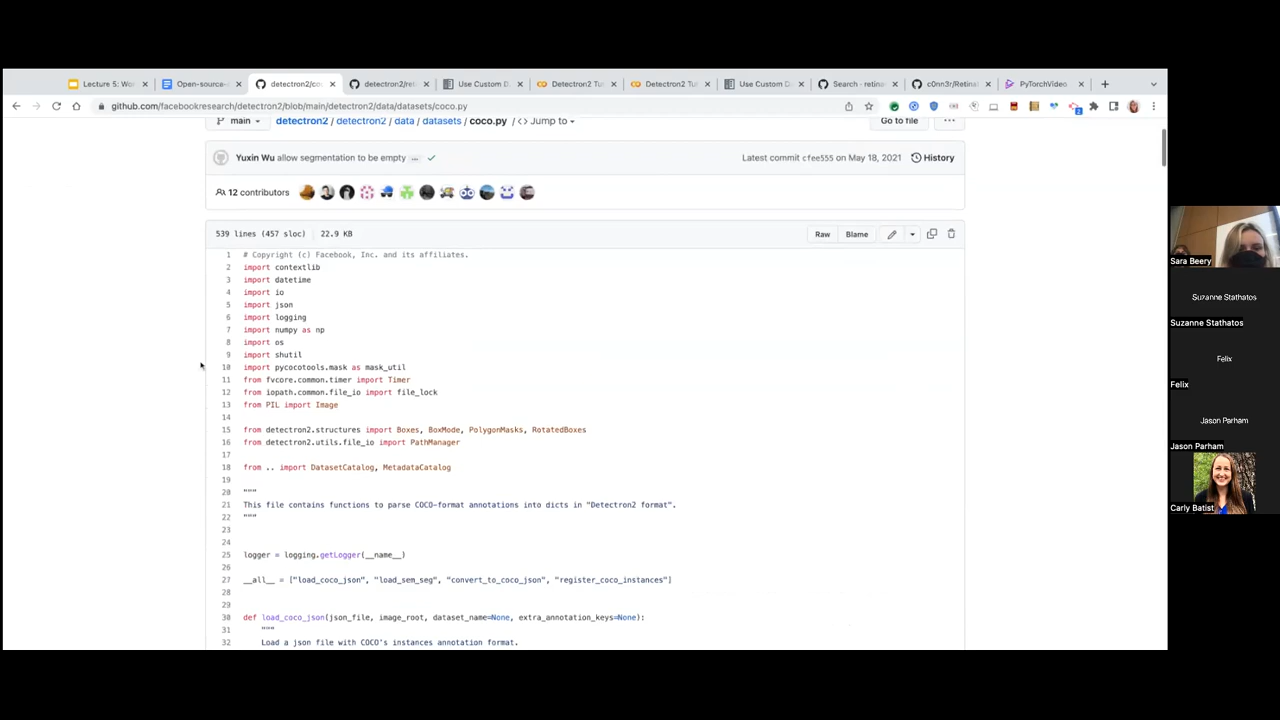 Lecture 5: Wo
Open-source-
detectron2/co
detectron2/ret
Use Custom D
Detectron2 Tu
Detectron2 Tu
Use Custom D
Search · retina
c0nn3r/Retina
PyTorchVideo
github.com/facebookresearch/detectron2/blob/main/detectron2/data/datasets/coco.py
main
detectron2 / detectron2 / data / datasets / coco.py / <> Jump to
Go to file
Yuxin Wu allow segmentation to be empty ...
Latest commit cfee555 on May 18, 2021
History
12 contributors
539 lines (457 sloc) 22.9 KB
Raw
Blame
1 # Copyright (c) Facebook, Inc. and its affiliates.
2 import contextlib
3 import datetime
4 import io
5 import json
6 import logging
7 import numpy as np
8 import os
9 import shutil
10 import pycocotools.mask as mask_util
11 from fvcore.common.timer import Timer
12 from iopath.common.file_io import file_lock
13 from PIL import Image
14
15 from detectron2.structures import Boxes, BoxMode, PolygonMasks, RotatedBoxes
16 from detectron2.utils.file_io import PathManager
17
18 from .. import DatasetCatalog, MetadataCatalog
19
20 """
21 This file contains functions to parse COCO-format annotations into dicts in "Detectron2 format".
22 """
23
24
25 logger = logging.getLogger(__name__)
26
27 __all__ = ["load_coco_json", "load_sem_seg", "convert_to_coco_json", "register_coco_instances"]
28
29
30 def load_coco_json(json_file, image_root, dataset_name=None, extra_annotation_keys=None):
31 """
32 Load a json file with COCO's instances annotation format.
Sara Beery
Suzanne Stathatos
Suzanne Stathatos
Felix
Felix
Jason Parham
Jason Parham
Carly Batist